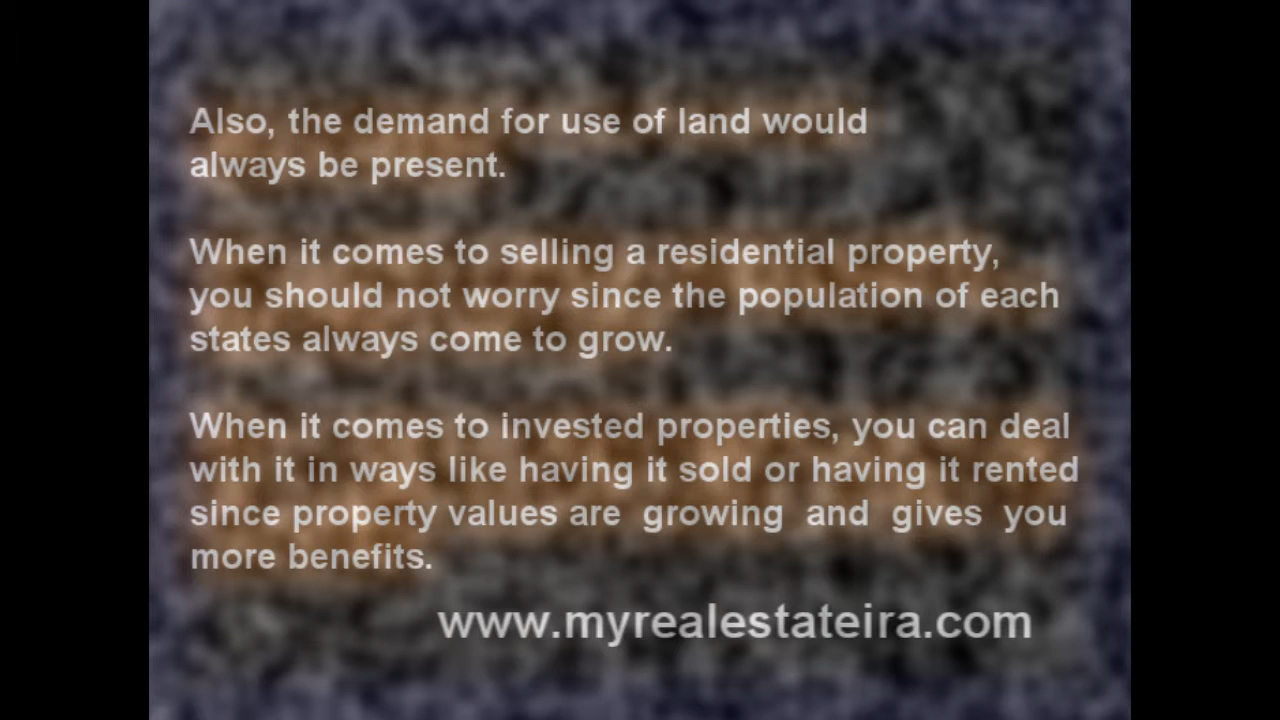 Also, the demand for use of land would
always be present.
When it comes to selling a residential property,
you should not worry since the population of each
states always come to grow.
When it comes to invested properties, you can deal
with it in ways like having it sold or having it rented
since property values are growing and gives you
more benefits.
www.myrealestateira.com